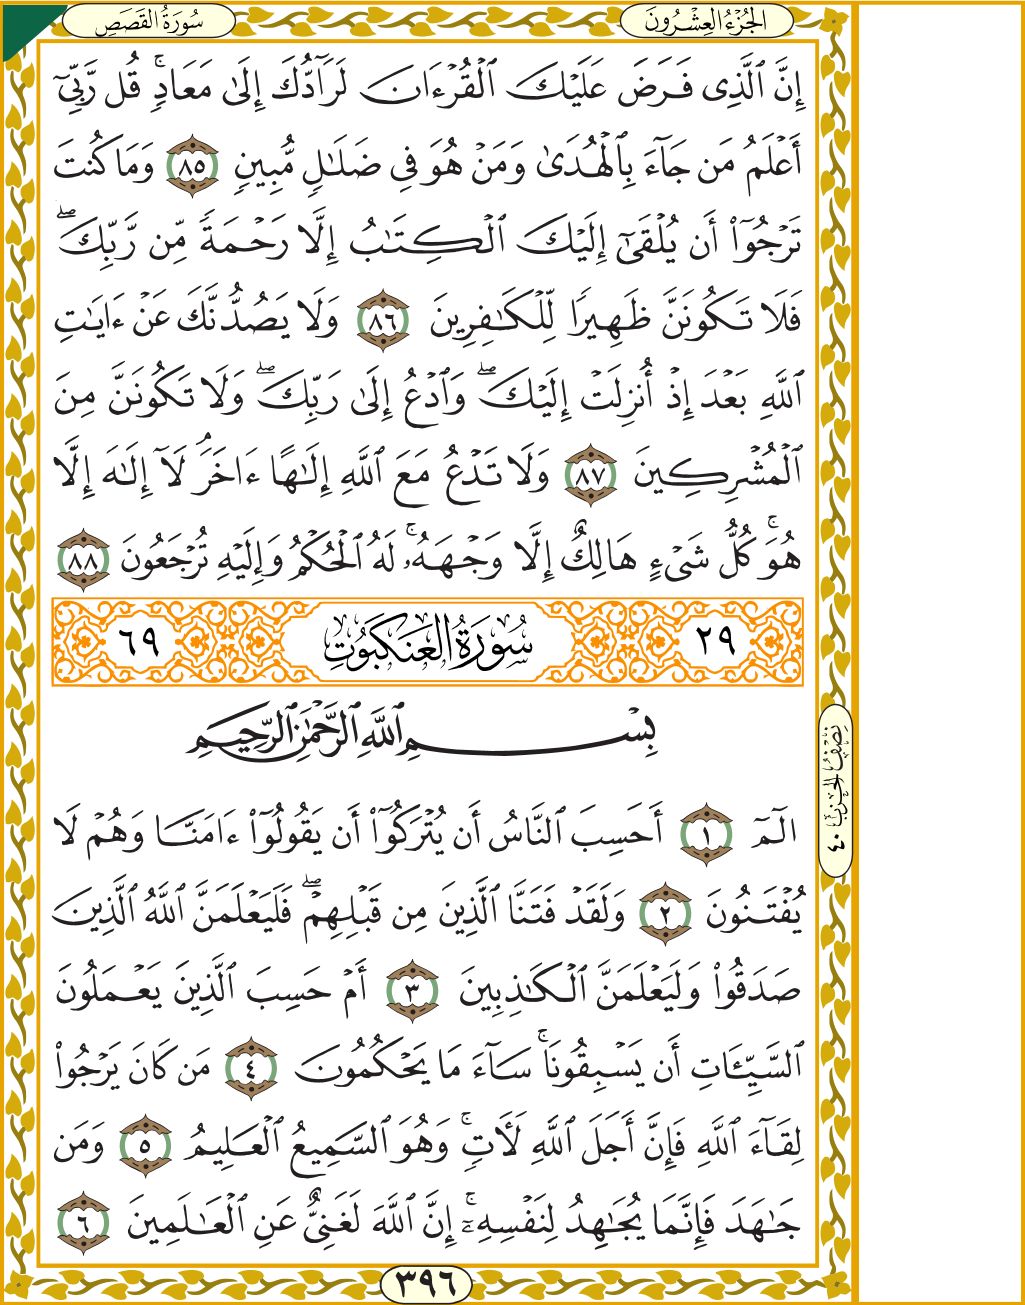 سُورَةُ القَصَصِ
الجُزْءُ العِشْرُونَ
إِنَّ ٱلَّذِى فَرَضَ عَلَيْكَ ٱلْقُرْءَانَ لَرَآدُّكَ إِلَىٰ مَعَادٍۢ ۚ قُل رَّبِّىٓ
أَعْلَمُ مَن جَآءَ بِٱلْهُدَىٰ وَمَنْ هُوَ فِى ضَلَـٰلٍۢ مُّبِينٍۢ ٨٥ وَمَا كُنتَ
تَرْجُوٓا۟ أَن يُلْقَىٰٓ إِلَيْكَ ٱلْكِتَـٰبُ إِلَّا رَحْمَةًۭ مِّن رَّبِّكَ ۖ
فَلَا تَكُونَنَّ ظَهِيرًۭا لِّلْكَـٰفِرِينَ ٨٦ وَلَا يَصُدُّنَّكَ عَنْ ءَايَـٰتِ
ٱللَّهِ بَعْدَ إِذْ أُنزِلَتْ إِلَيْكَ ۖ وَٱدْعُ إِلَىٰ رَبِّكَ ۖ وَلَا تَكُونَنَّ مِنَ
ٱلْمُشْرِكِينَ ٨٧ وَلَا تَدْعُ مَعَ ٱللَّهِ إِلَـٰهًا ءَاخَرَ ۘ لَآ إِلَـٰهَ إِلَّا
هُوَ ۚ كُلُّ شَىْءٍ هَالِكٌ إِلَّا وَجْهَهُۥ ۚ لَهُ ٱلْحُكْمُ وَإِلَيْهِ تُرْجَعُونَ ٨٨
٢٩ سُورَةُ العَنكَبُوتِ ٦٩
بِسْمِ ٱللَّهِ ٱلرَّحْمَـٰنِ ٱلرَّحِيمِ
الٓمٓ ١ أَحَسِبَ ٱلنَّاسُ أَن يُتْرَكُوٓا۟ أَن يَقُولُوٓا۟ ءَامَنَّا وَهُمْ لَا
يُفْتَنُونَ ٢ وَلَقَدْ فَتَنَّا ٱلَّذِينَ مِن قَبْلِهِمْ ۖ فَلَيَعْلَمَنَّ ٱللَّهُ ٱلَّذِينَ
صَدَقُوا۟ وَلَيَعْلَمَنَّ ٱلْكَـٰذِبِينَ ٣ أَمْ حَسِبَ ٱلَّذِينَ يَعْمَلُونَ
ٱلسَّيِّـَٔاتِ أَن يَسْبِقُونَا ۚ سَآءَ مَا يَحْكُمُونَ ٤ مَن كَانَ يَرْجُوا۟
لِقَآءَ ٱللَّهِ فَإِنَّ أَجَلَ ٱللَّهِ لَـَٔاتٍۢ ۚ وَهُوَ ٱلسَّمِيعُ ٱلْعَلِيمُ ٥ وَمَن
جَـٰهَدَ فَإِنَّمَا يُجَـٰهِدُ لِنَفْسِهِۦٓ ۚ إِنَّ ٱللَّهَ لَغَنِىٌّ عَنِ ٱلْعَـٰلَمِينَ ٦
نِصْفُ الحِزْبِ ٤٠
٣٩٦